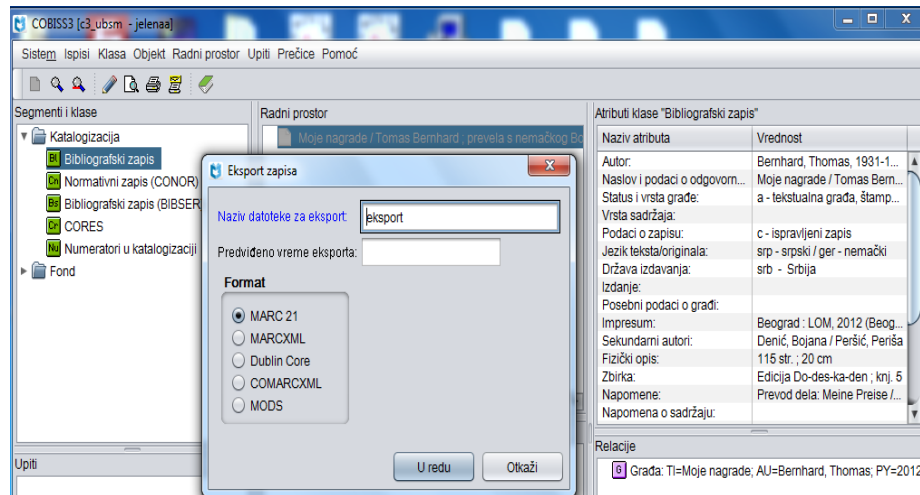 COBISS3 [c3_ubsm - jelenaa]
Sistem Ispisi Klasa Objekt Radni prostor Upiti Prečice Pomoć
Segmenti i klase
Katalogizacija
Bl Bibliografski zapis
Cn Normativni zapis (CONOR)
Bs Bibliografski zapis (BIBSER
Cr CORES
Nu Numeratori u katalogizaciji
Fond
Upiti
Radni prostor
Moje nagrade / Tomas Bernhard ; prevela s nemačkog Bo
Eksport zapisa
Naziv datoteke za eksport: eksport
Predviđeno vreme eksporta:
Format
MARC 21
MARCXML
Dublin Core
COMARCXML
MODS
U redu Otkaži
Atributi klase "Bibliografski zapis"
Naziv atributa Vrednost
Autor: Bernhard, Thomas, 1931-1...
Naslov i podaci o odgovorn... Moje nagrade / Tomas Bern...
Status i vrsta građe: a - tekstualna građa, štamp...
Vrsta sadržaja:
Podaci o zapisu: c - ispravljeni zapis
Jezik teksta/originala: srp - srpski / ger - nemački
Država izdavanja: srb - Srbija
Izdanje:
Posebni podaci o građi:
Impresum: Beograd : LOM, 2012 (Beog...
Sekundarni autori: Denić, Bojana / Peršić, Periša
Fizički opis: 115 str. ; 20 cm
Zbirka: Edicija Do-des-ka-den ; knj. 5
Napomene: Prevod dela: Meine Preise /...
Napomena o sadržaju:
Relacije
G Građa: TI=Moje nagrade; AU=Bernhard, Thomas; PY=2012